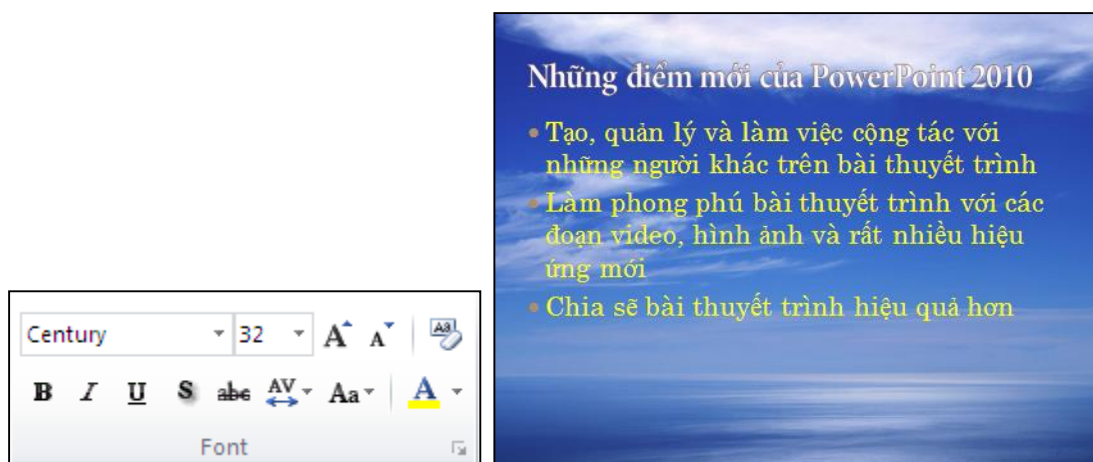 Century 32 A A Aa
B I U S abc AV Aa A
Font
Những điểm mới của PowerPoint 2010
• Tạo, quản lý và làm việc cộng tác với
những người khác trên bài thuyết trình
• Làm phong phú bài thuyết trình với các
đoạn video, hình ảnh và rất nhiều hiệu
ứng mới
• Chia sẽ bài thuyết trình hiệu quả hơn